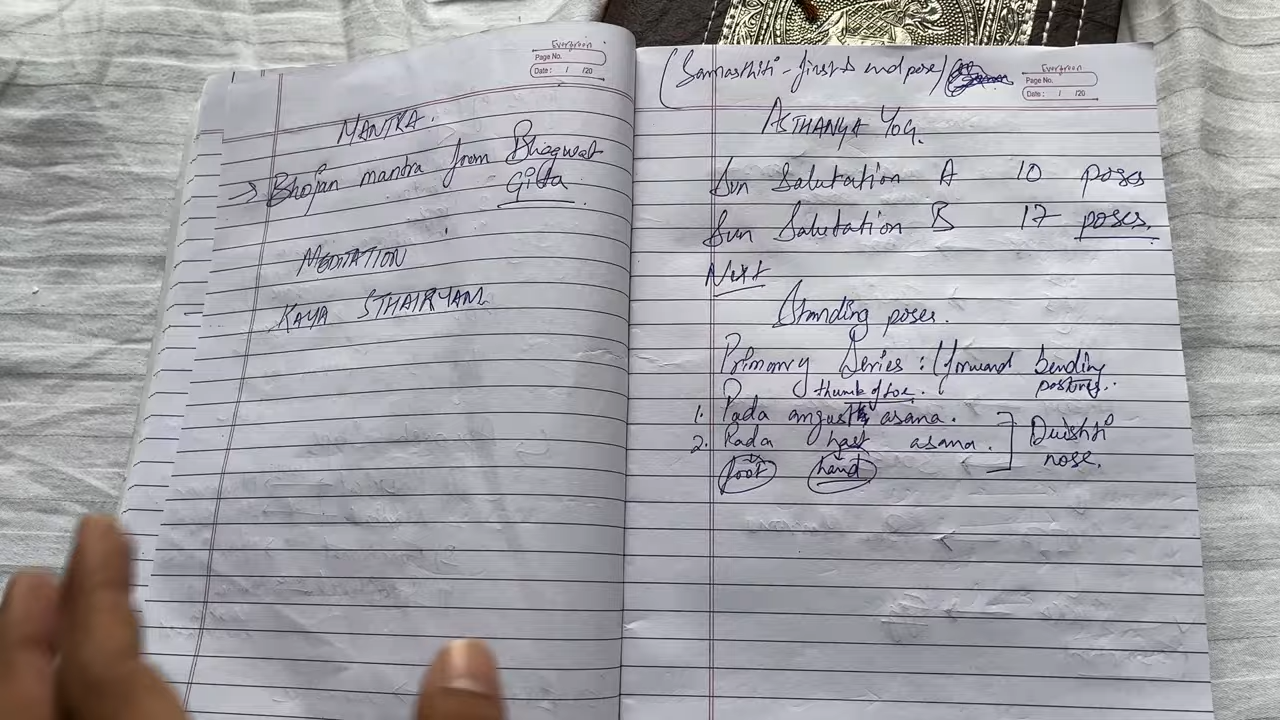 Evergreen
Page No.
Date : / /20
MANTRA.
→ Bhojan mantra from Bhagwat
Gita
MEDITATION
KAYA STHAIRYAM
Evergreen
Page No.
Date : / /20
(Samasthiti - first & end pose)
ASTHANGA YOG.
Sun Salutation A 10 poses
Sun Salutation B 17 poses.
Next
Standing poses.
Primary Series : (forward bending
thumb of toe. postures..
1. Pada angusth asana.
2. Pada hast asana.
Drishti
nose.
foot hand